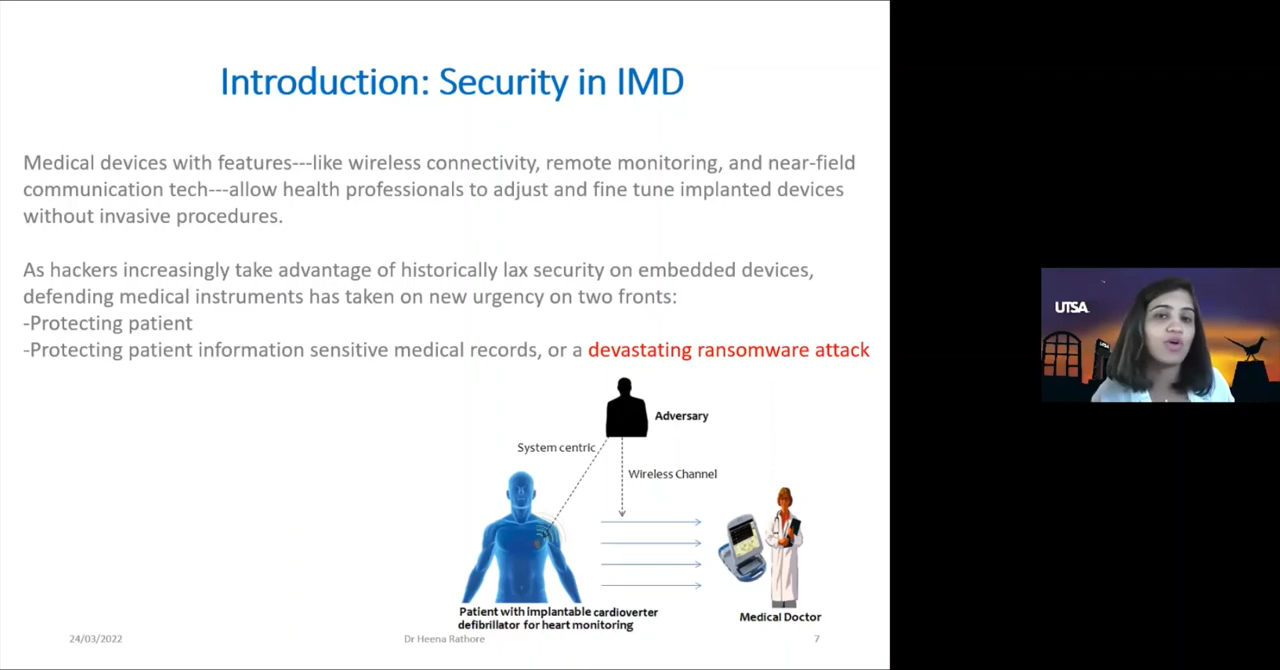 Introduction: Security in IMD
Medical devices with features---like wireless connectivity, remote monitoring, and near-field
communication tech---allow health professionals to adjust and fine tune implanted devices
without invasive procedures.
As hackers increasingly take advantage of historically lax security on embedded devices,
defending medical instruments has taken on new urgency on two fronts:
-Protecting patient
-Protecting patient information sensitive medical records, or a devastating ransomware attack
Adversary
System centric
Wireless Channel
Patient with implantable cardioverter
defibrillator for heart monitoring
Medical Doctor
24/03/2022
Dr Heena Rathore
7
UTSA